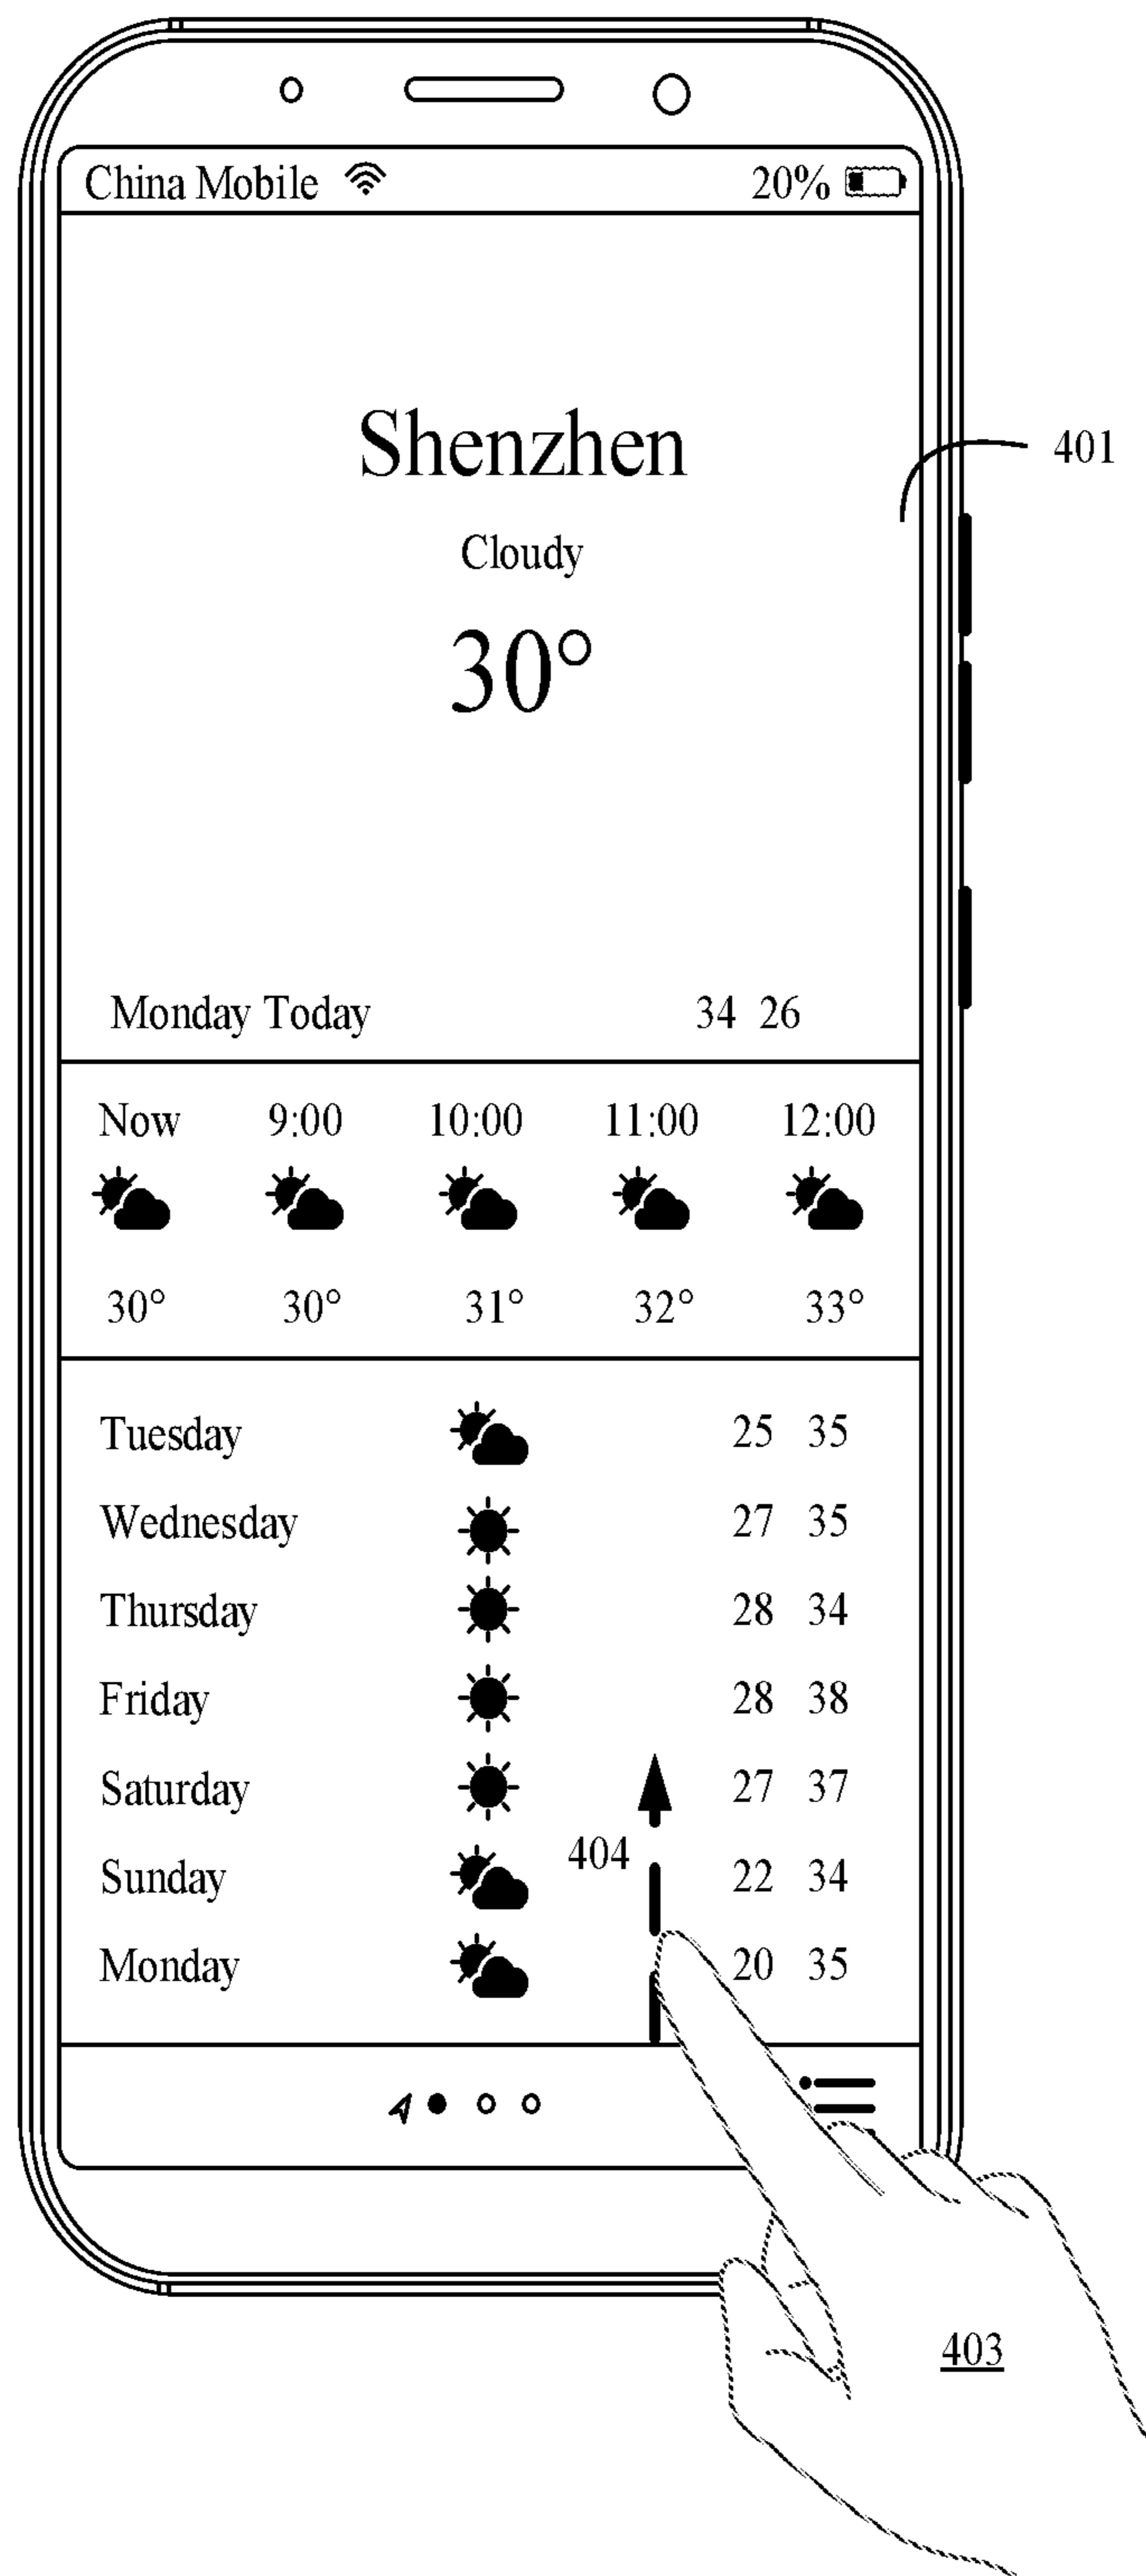 China Mobile 20%
Shenzhen
401
Cloudy
30°
Monday Today 34 26
Now 9:00 10:00 11:00 12:00
30° 30° 31° 32° 33°
Tuesday 25 35
Wednesday 27 35
Thursday 28 34
Friday 28 38
Saturday 27 37
404
Sunday 22 34
Monday 20 35
403